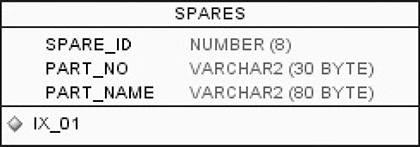 SPARES
SPARE_ID NUMBER (8)
PART_NO VARCHAR2 (30 BYTE)
PART_NAME VARCHAR2 (80 BYTE)
IX_01